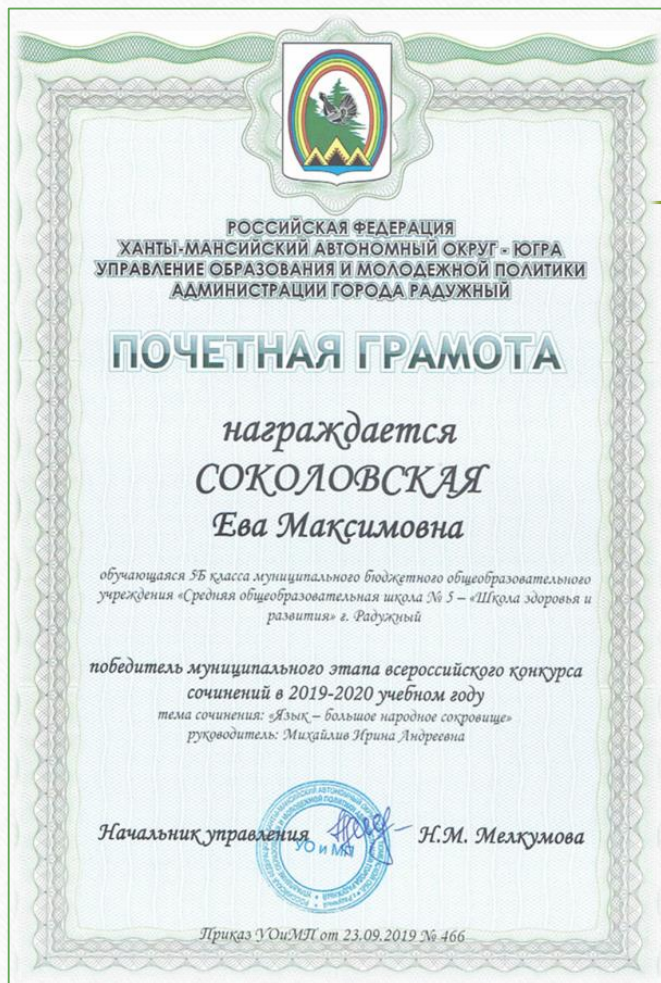 РОССИЙСКАЯ ФЕДЕРАЦИЯ
ХАНТЫ-МАНСИЙСКИЙ АВТОНОМНЫЙ ОКРУГ - ЮГРА
УПРАВЛЕНИЕ ОБРАЗОВАНИЯ И МОЛОДЕЖНОЙ ПОЛИТИКИ
АДМИНИСТРАЦИИ ГОРОДА РАДУЖНЫЙ
ПОЧЕТНАЯ ГРАМОТА
награждается
СОКОЛОВСКАЯ
Ева Максимовна
обучающаяся 5Б класса муниципального бюджетного общеобразовательного
учреждения «Средняя общеобразовательная школа № 5 – «Школа здоровья и
развития» г. Радужный
победитель муниципального этапа всероссийского конкурса
сочинений в 2019-2020 учебном году
тема сочинения: «Язык – большое народное сокровище»
руководитель: Михайлив Ирина Андреевна
Начальник управления Н.М. Мелкумова
УО и МП
Приказ УОиМП от 23.09.2019 № 466